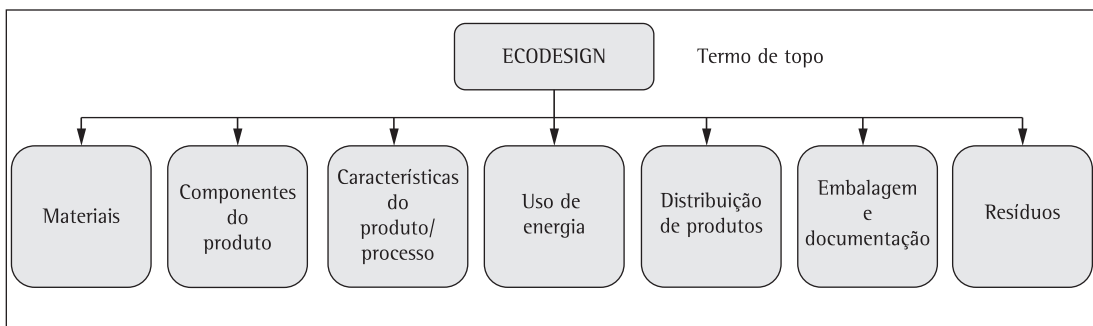 ECODESIGN
Termo de topo
Materiais
Componentes
do
produto
Características
do
produto/
processo
Uso de
energia
Distribuição
de produtos
Embalagem
e
documentação
Resíduos